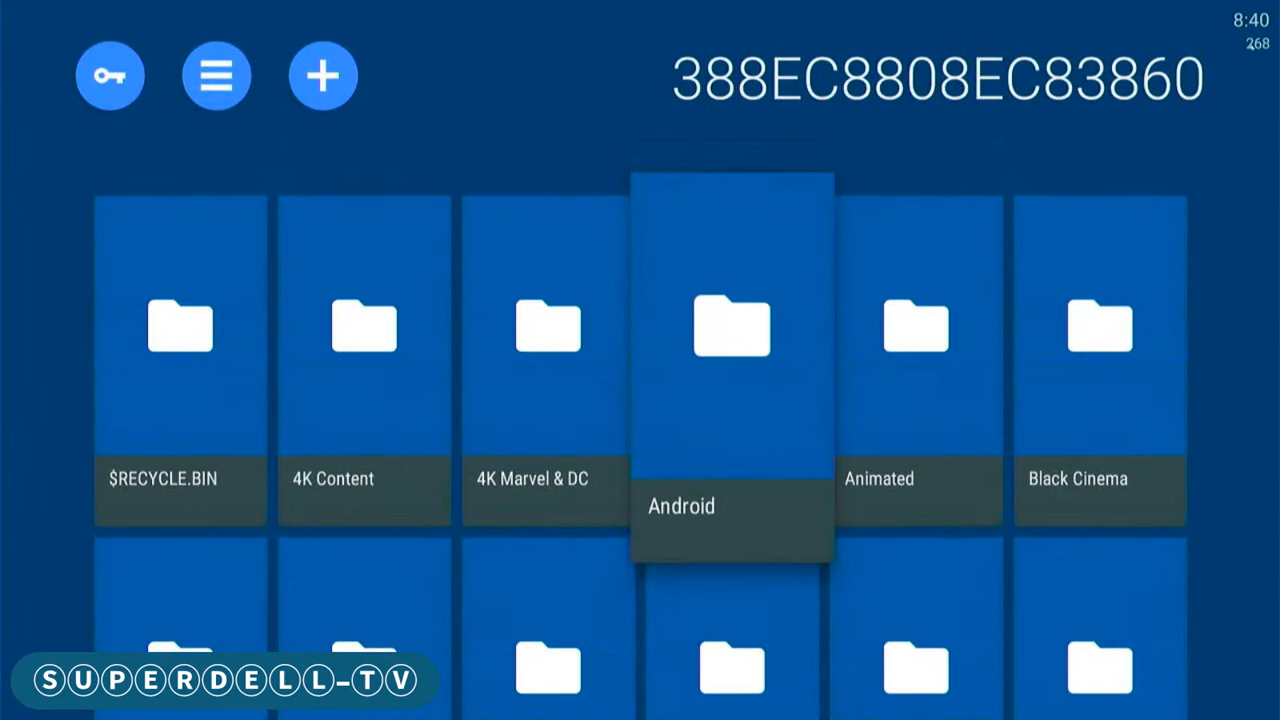 8:40
268
388EC8808EC83860
$RECYCLE.BIN
4K Content
4K Marvel & DC
Android
Animated
Black Cinema
SUPERDELL-TV